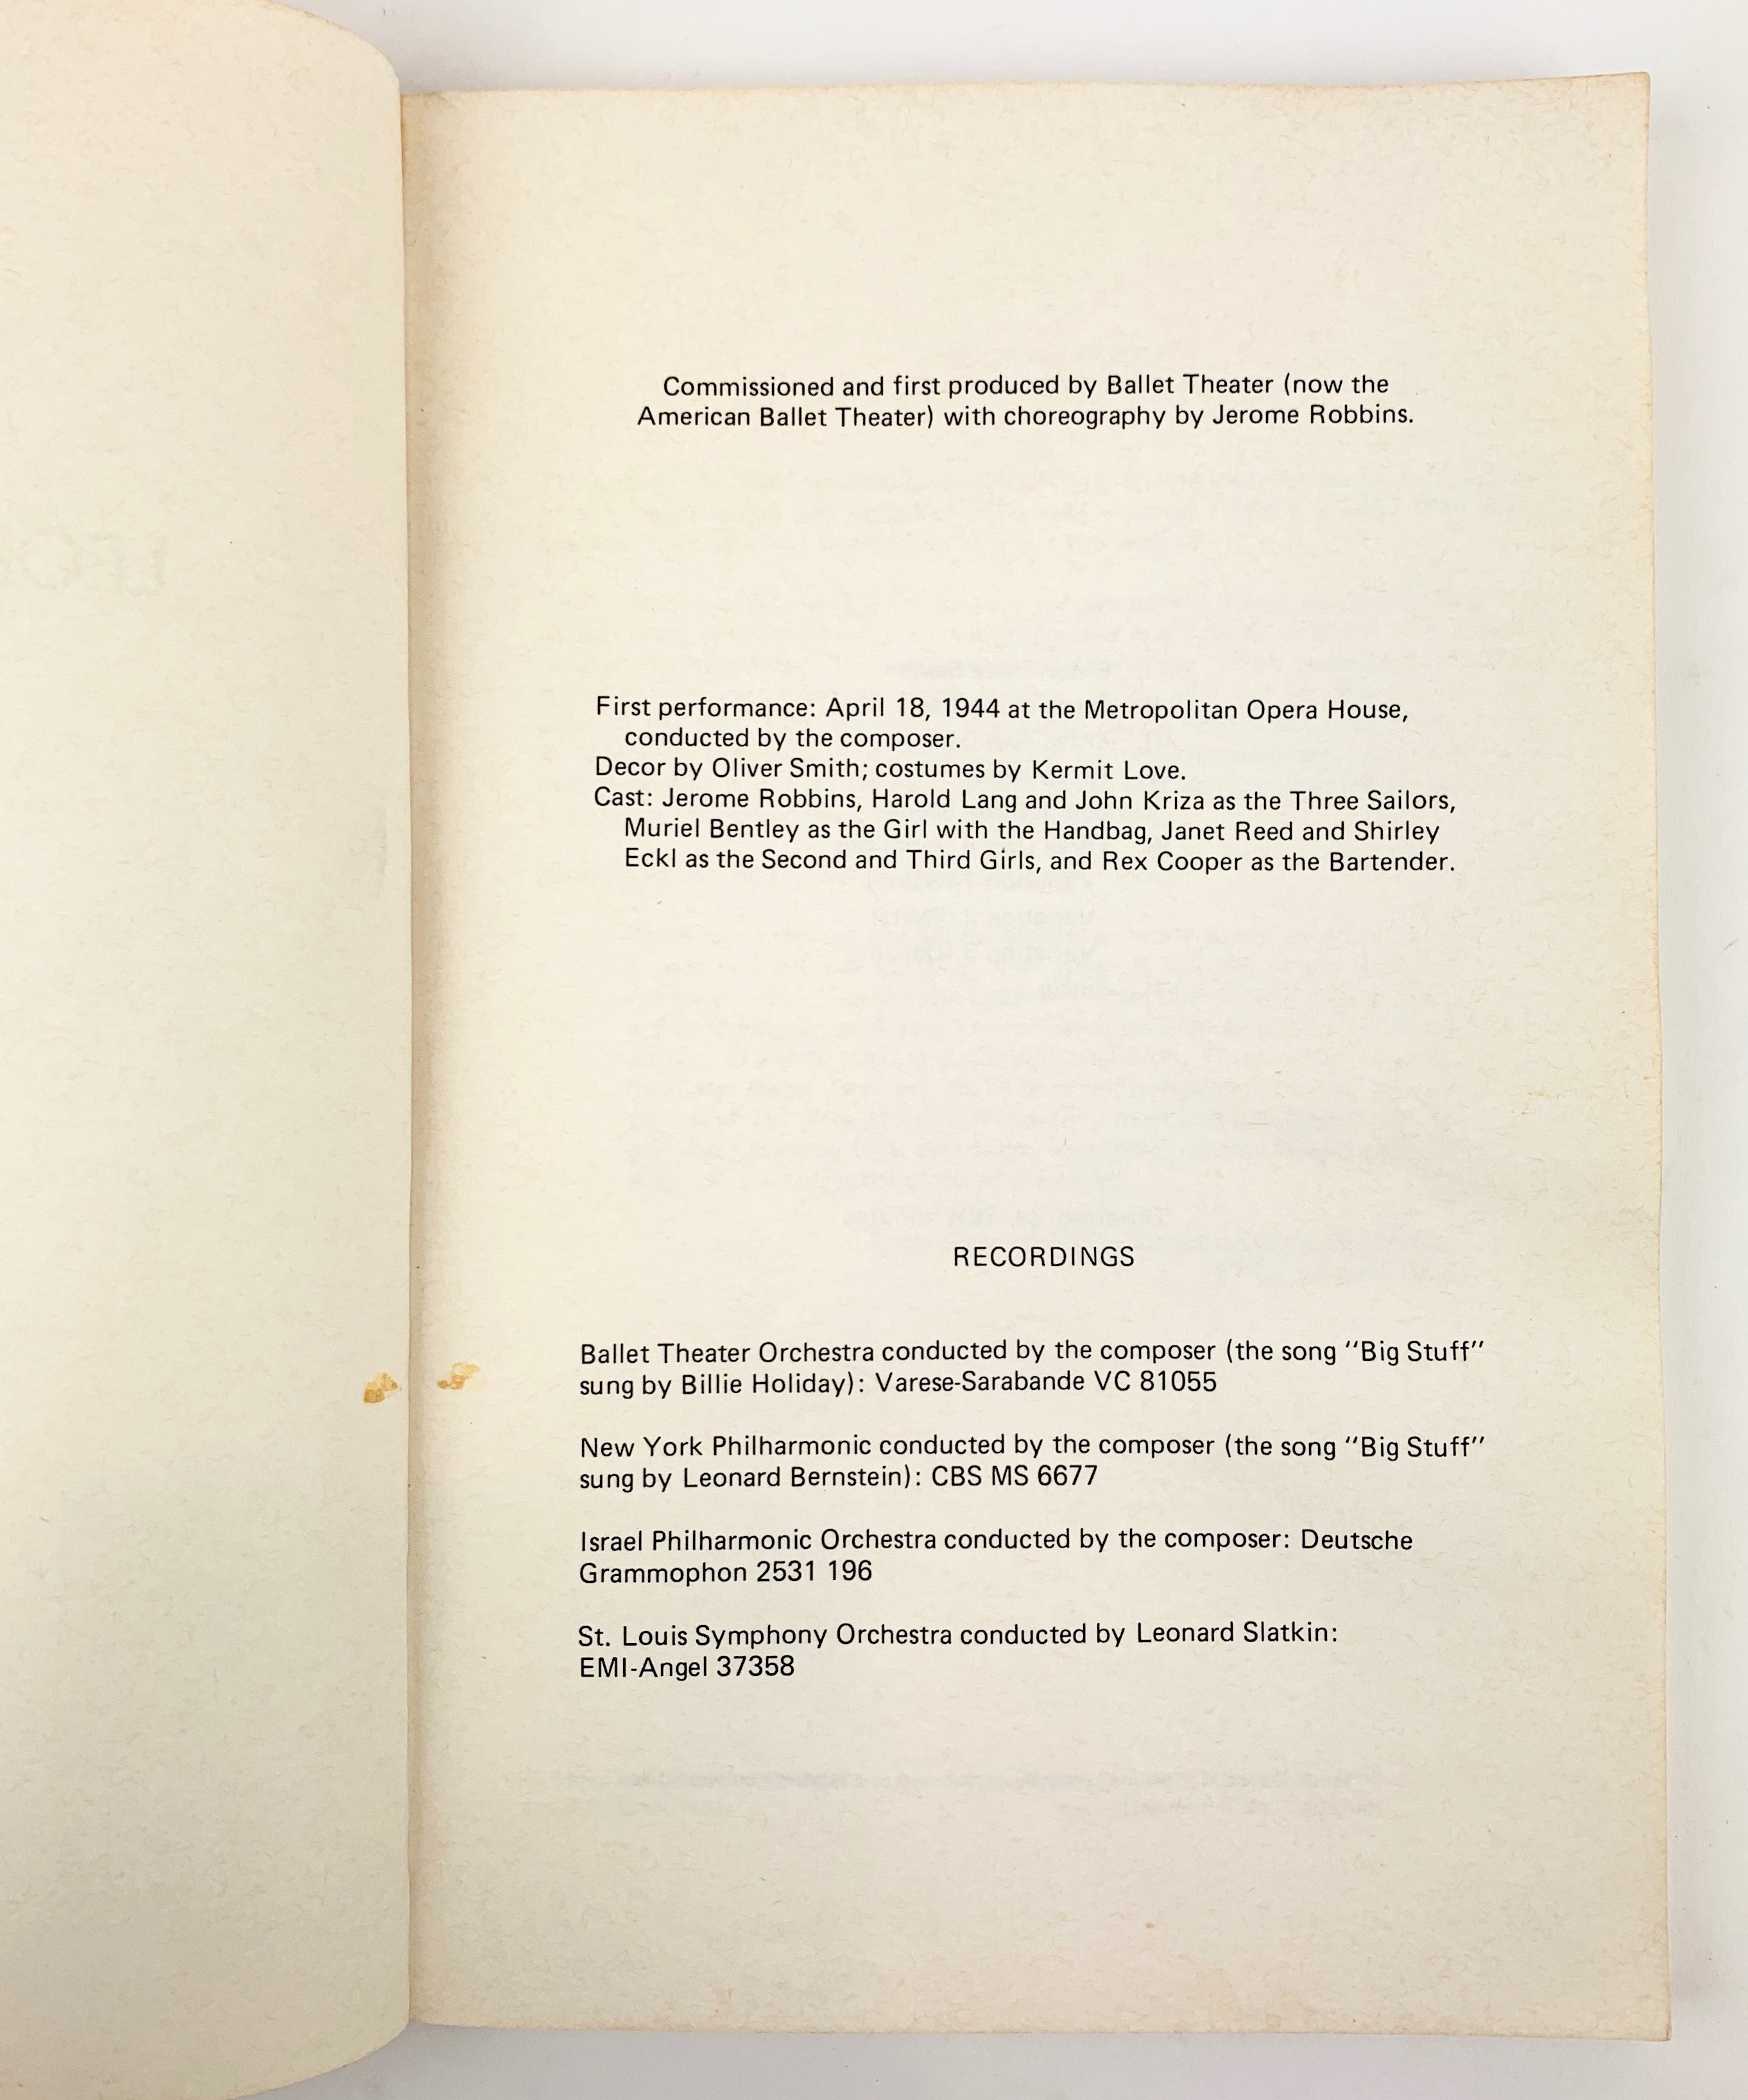 Commissioned and first produced by Ballet Theater (now the
American Ballet Theater) with choreography by Jerome Robbins.
First performance: April 18, 1944 at the Metropolitan Opera House,
conducted by the composer.
Decor by Oliver Smith; costumes by Kermit Love.
Cast: Jerome Robbins, Harold Lang and John Kriza as the Three Sailors,
Muriel Bentley as the Girl with the Handbag, Janet Reed and Shirley
Eckl as the Second and Third Girls, and Rex Cooper as the Bartender.
RECORDINGS
Ballet Theater Orchestra conducted by the composer (the song ''Big Stuff''
sung by Billie Holiday): Varese-Sarabande VC 81055
New York Philharmonic conducted by the composer (the song ''Big Stuff''
sung by Leonard Bernstein): CBS MS 6677
Israel Philharmonic Orchestra conducted by the composer: Deutsche
Grammophon 2531 196
St. Louis Symphony Orchestra conducted by Leonard Slatkin:
EMI-Angel 37358